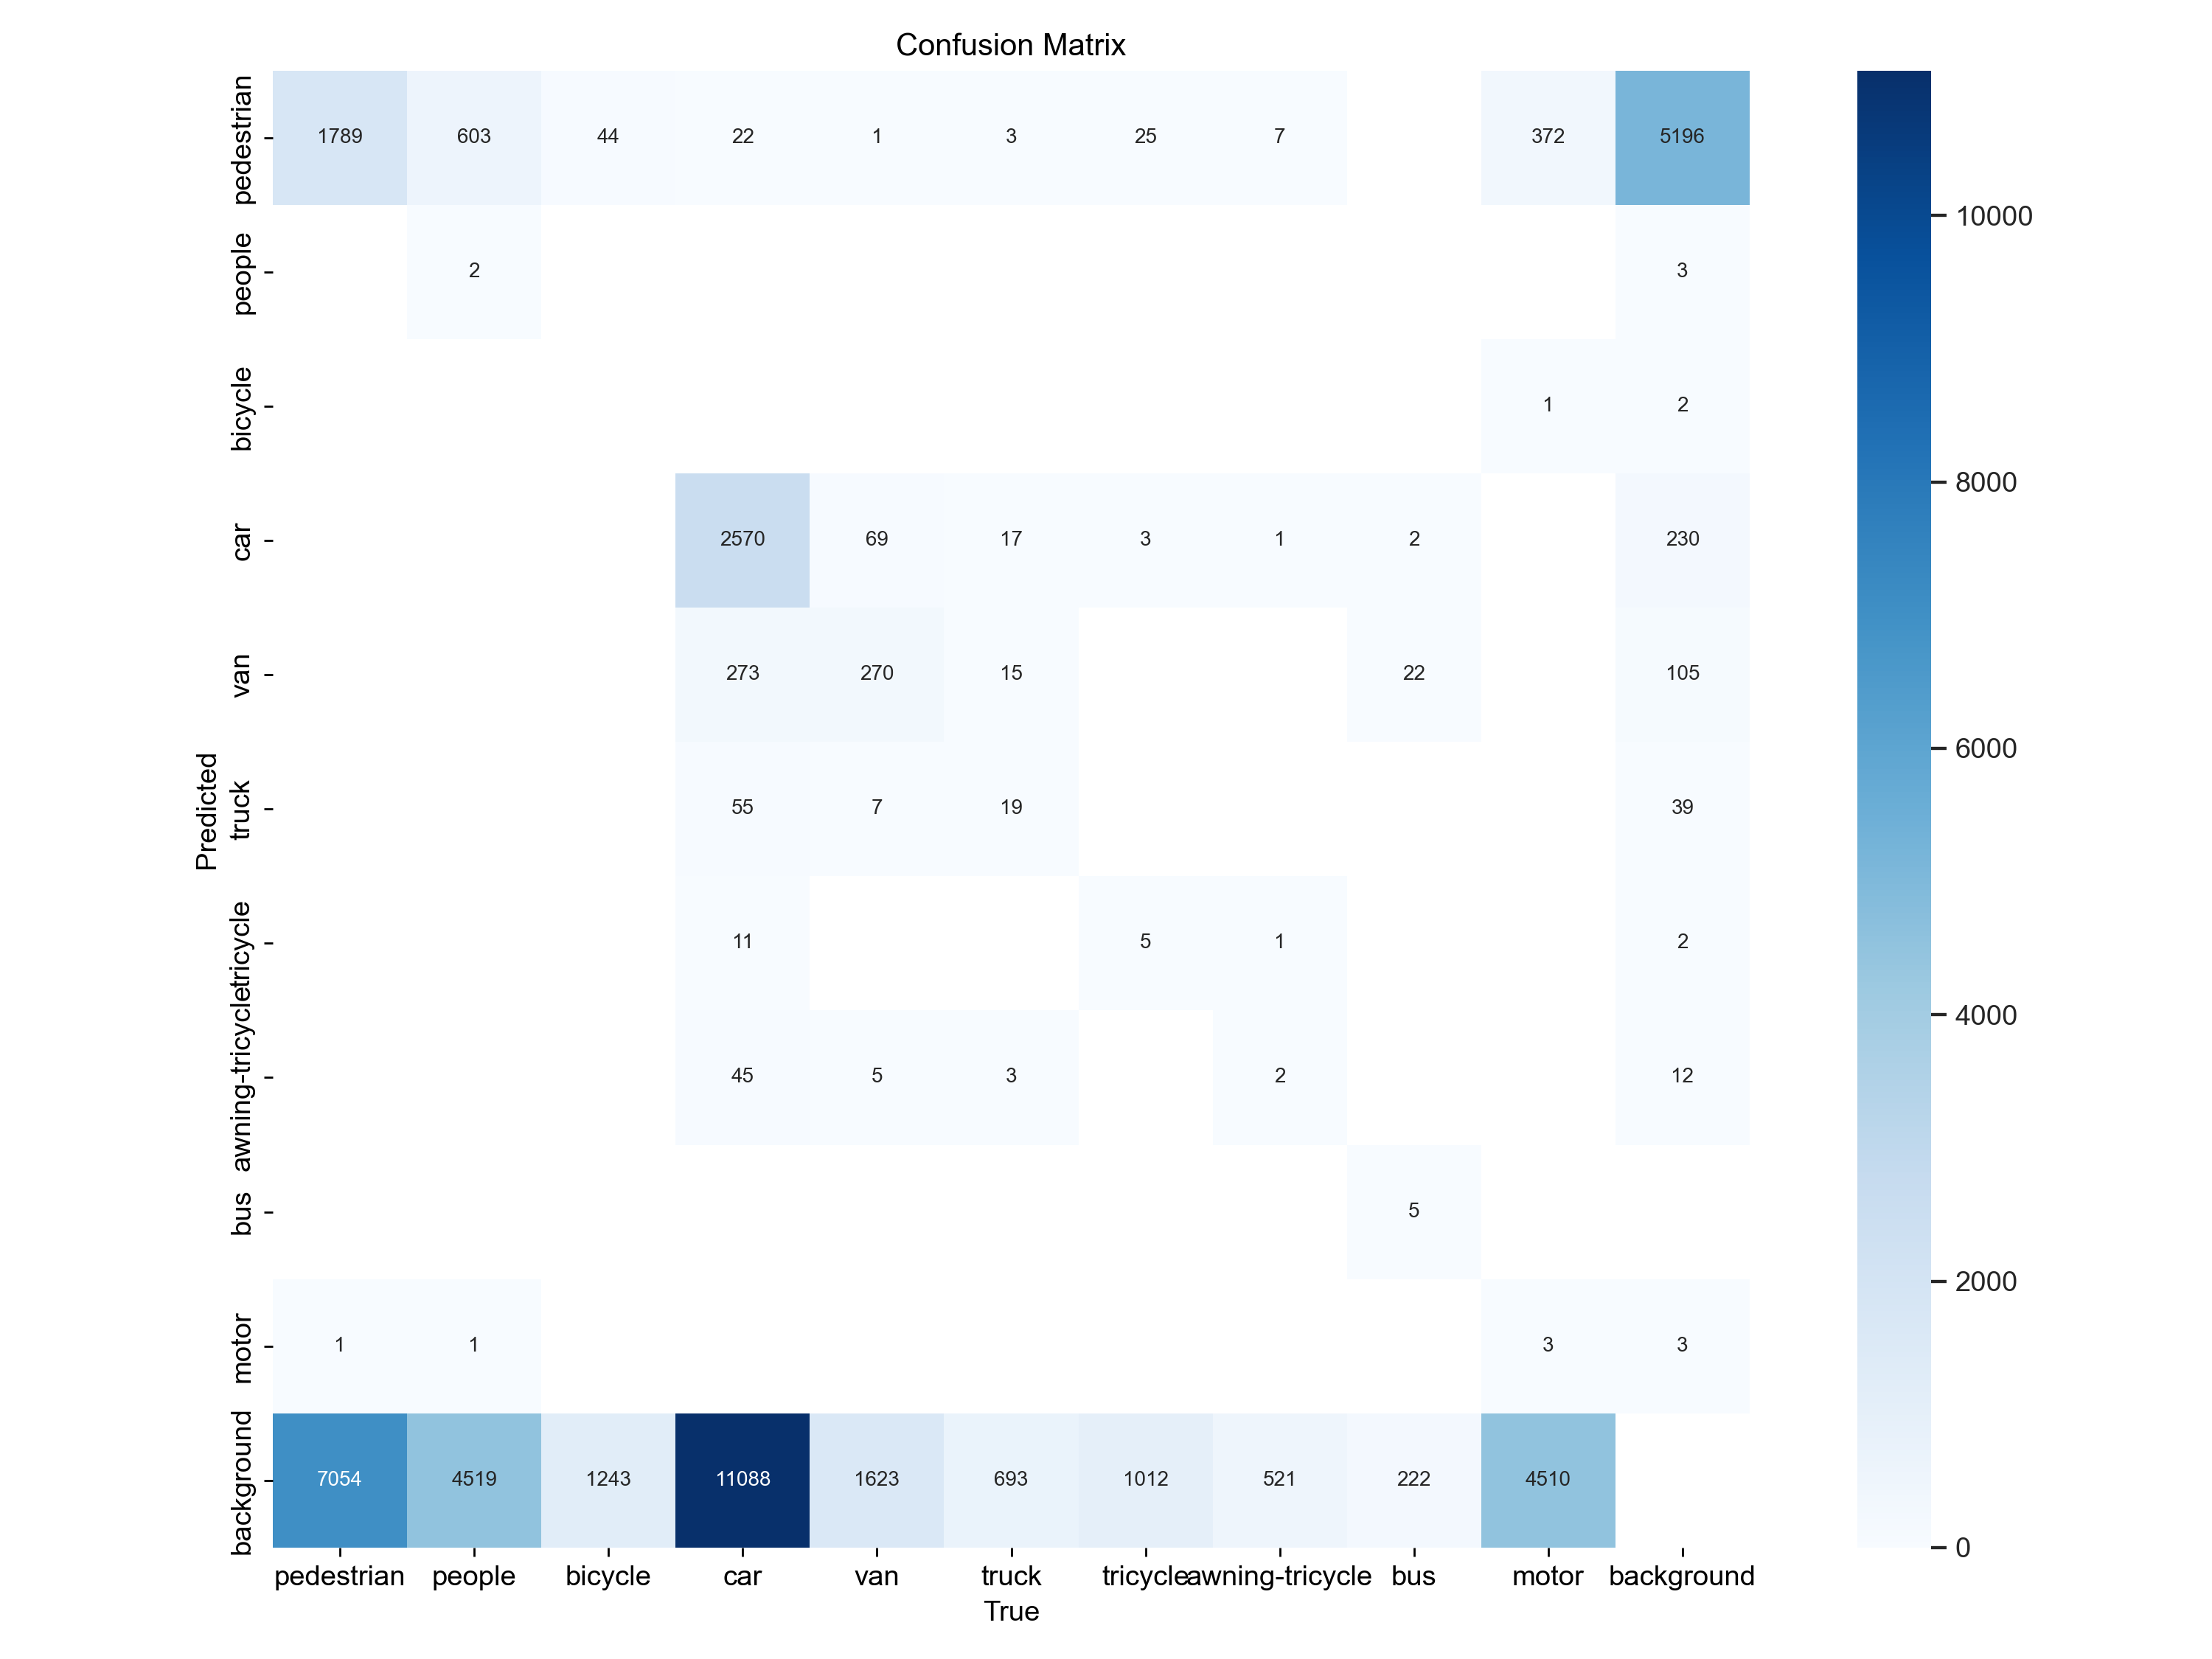 Confusion Matrix
pedestrian 1789 603 44 22 1 3 25 7 372 5196
people 2 3
bicycle 1 2
car 2570 69 17 3 1 2 230
van 273 270 15 22 105
truck 55 7 19 39
tricycle 11 5 1 2
awning-tricycle 45 5 3 2 12
bus 5
motor 1 1 3 3
background 7054 4519 1243 11088 1623 693 1012 521 222 4510
pedestrian people bicycle car van truck tricycle awning-tricycle bus motor background
True
Predicted
10000
8000
6000
4000
2000
0